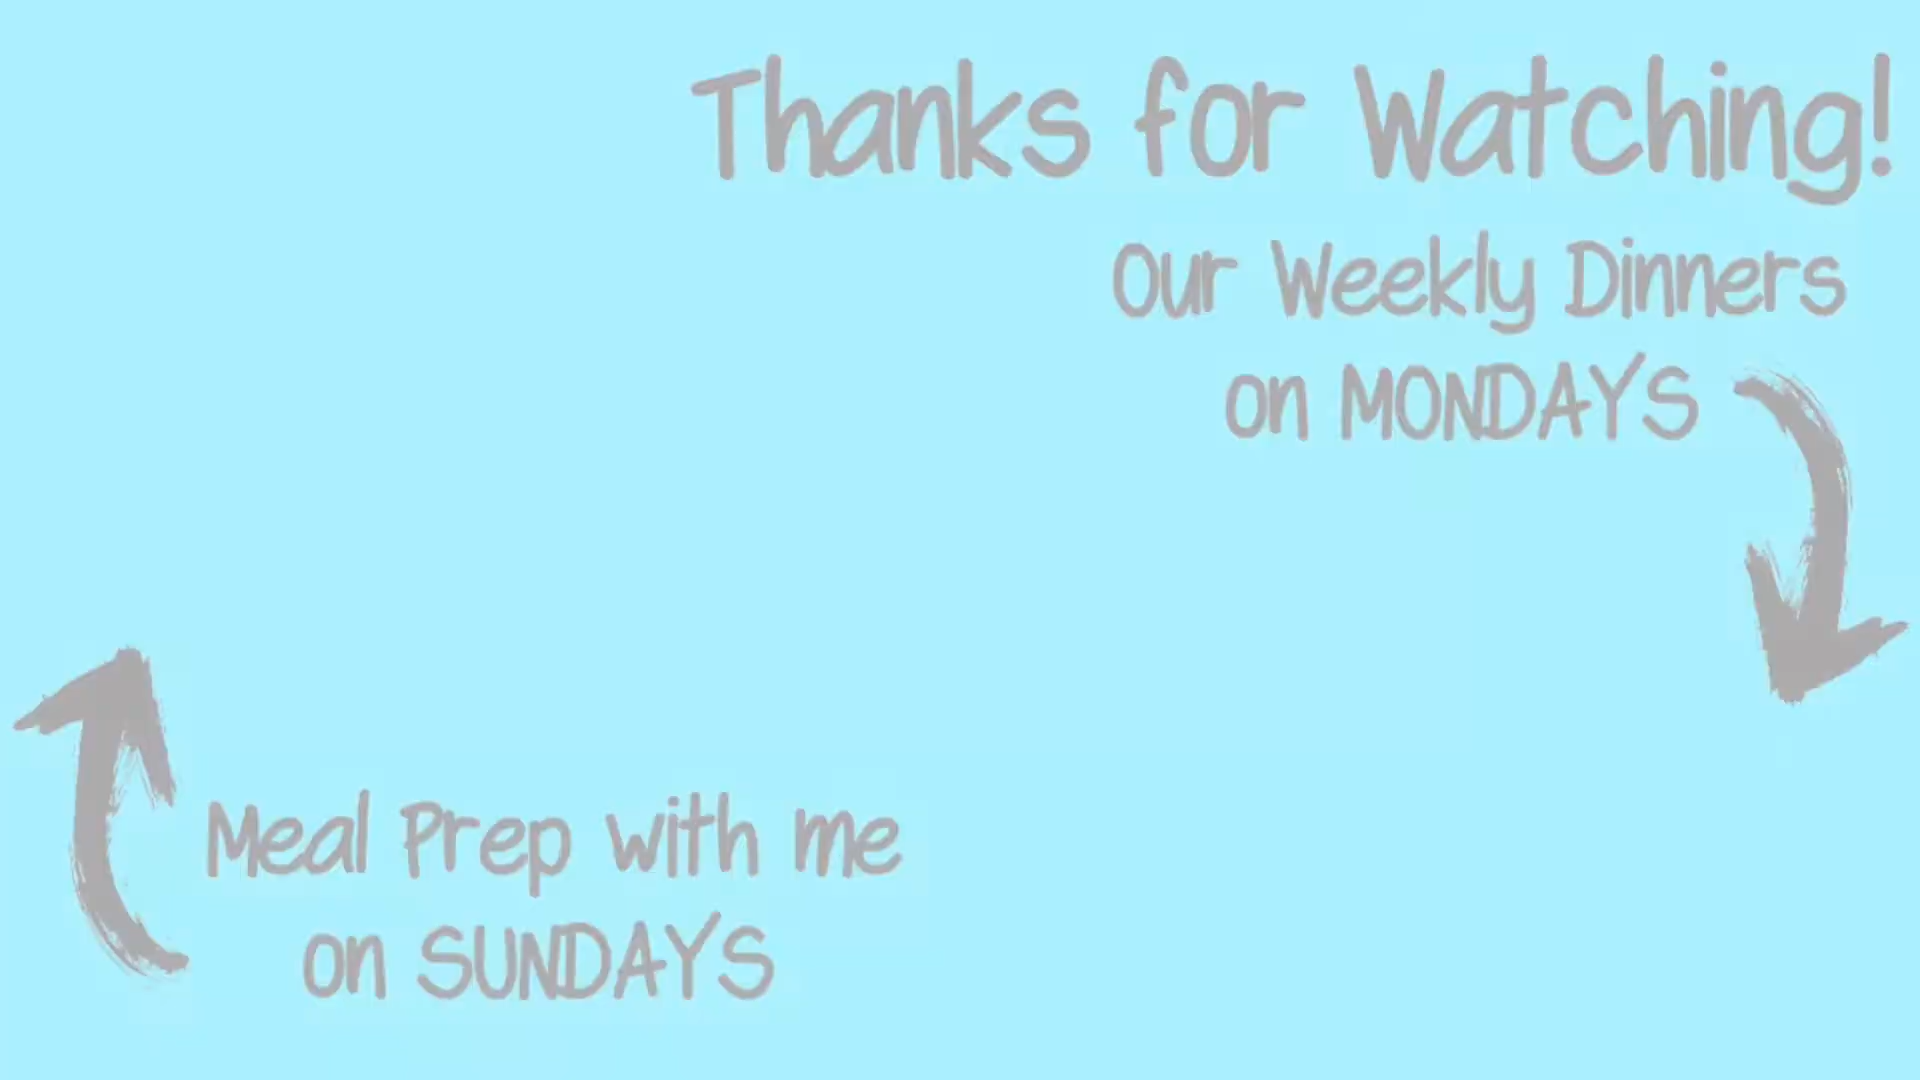 Thanks for Watching!
Our Weekly Dinners
on MONDAYS
Meal Prep with me
on SUNDAYS